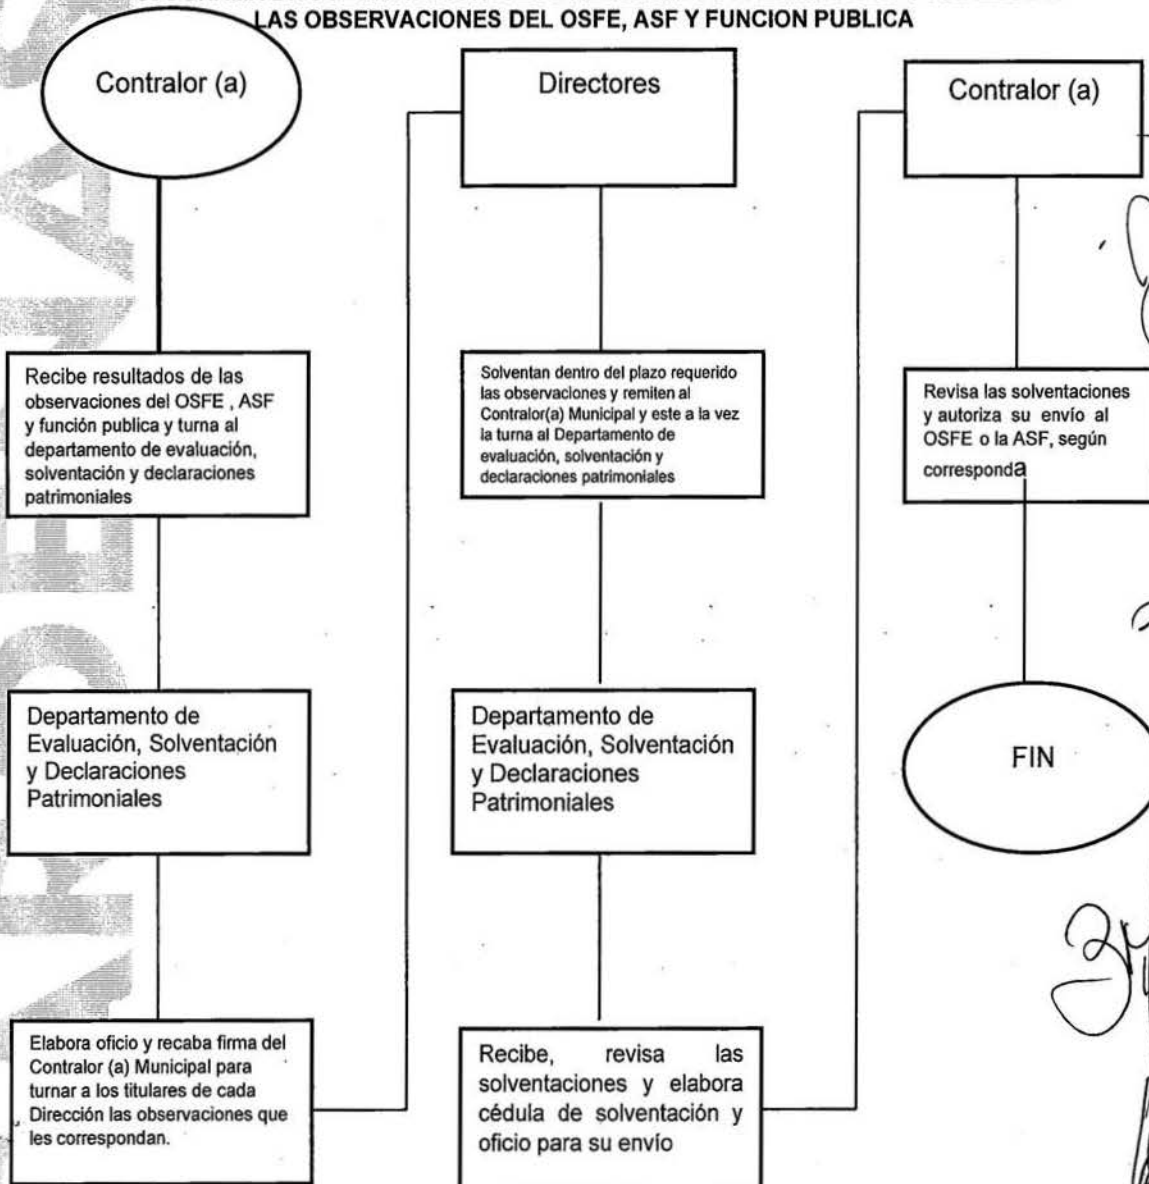 LAS OBSERVACIONES DEL OSFE, ASF Y FUNCION PUBLICA
Contralor (a)
Recibe resultados de las
observaciones del OSFE , ASF
y función publica y turna al
departamento de evaluación,
solventación y declaraciones
patrimoniales
Departamento de
Evaluación, Solventación
y Declaraciones
Patrimoniales
Elabora oficio y recaba firma del
Contralor (a) Municipal para
turnar a los titulares de cada
Dirección las observaciones que
les correspondan.
Directores
Solventan dentro del plazo requerido
las observaciones y remiten al
Contralor(a) Municipal y este a la vez
la turna al Departamento de
evaluación, solventación y
declaraciones patrimoniales
Departamento de
Evaluación, Solventación
y Declaraciones
Patrimoniales
Recibe, revisa las
solventaciones y elabora
cédula de solventación y
oficio para su envío
Contralor (a)
Revisa las solventaciones
y autoriza su envío al
OSFE o la ASF, según
corresponda
FIN